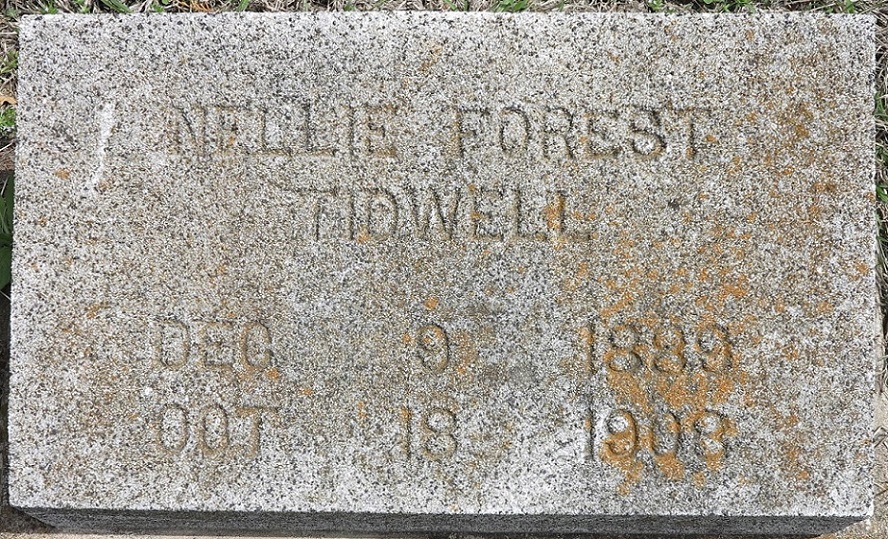 NELLIE FOREST
TIDWELL
DEC 9 1889
OCT 18 1903